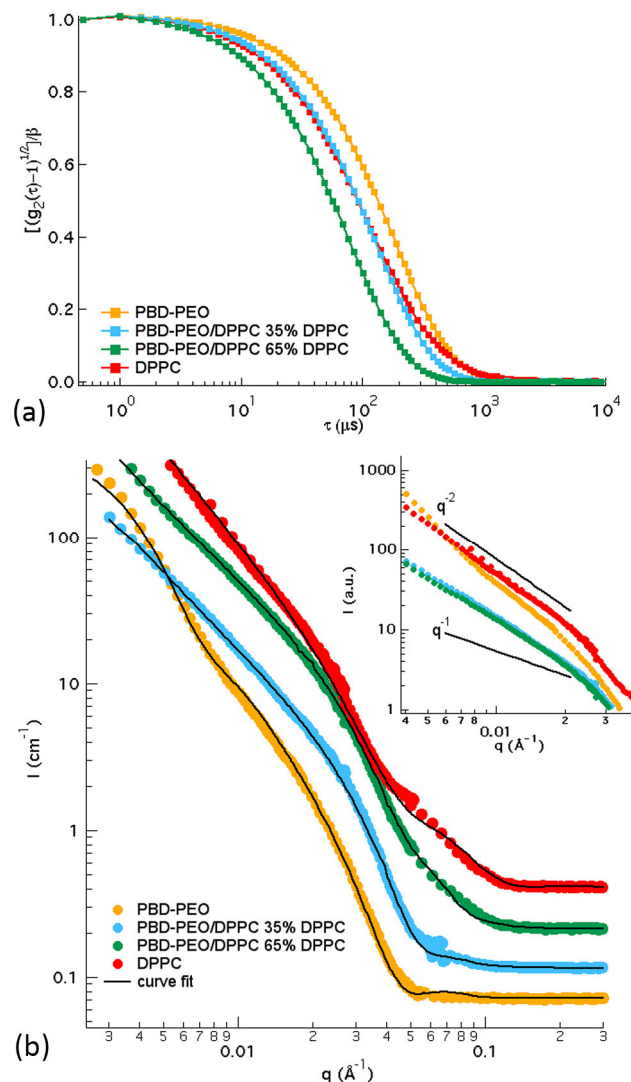 1.0
0.8
0.6
0.4
0.2
0.0
[(g2(τ)−1)^1/2]/β
PBD-PEO
PBD-PEO/DPPC 35% DPPC
PBD-PEO/DPPC 65% DPPC
DPPC
10^0 10^1 10^2 10^3 10^4
τ (μs)
(a)
100
10
1
0.1
I (cm^-1)
1000
100
10
1
I (a.u.)
q^-2
q^-1
4 5 6 7 8 0.01 2 3
q (Å^-1)
PBD-PEO
PBD-PEO/DPPC 35% DPPC
PBD-PEO/DPPC 65% DPPC
DPPC
curve fit
3 4 5 6 7 8 9 0.01 2 3 4 5 6 7 8 9 0.1 2 3
q (Å^-1)
(b)